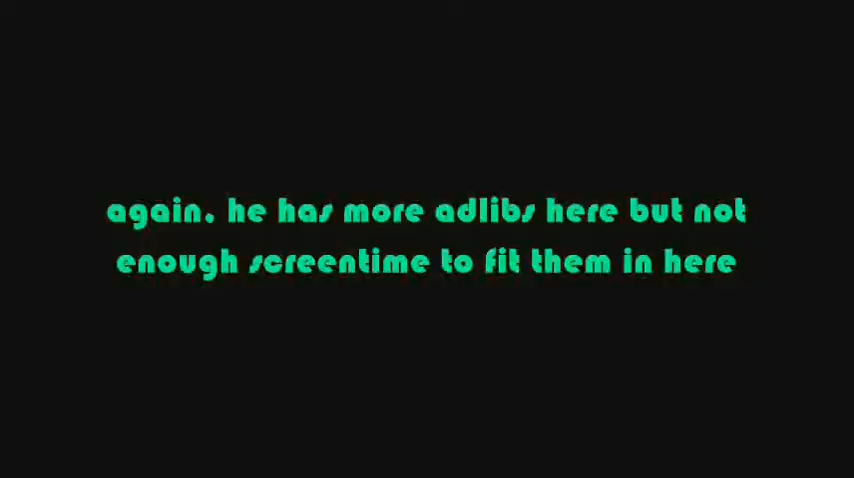 again, he has more adlibs here but not
enough screentime to fit them in here